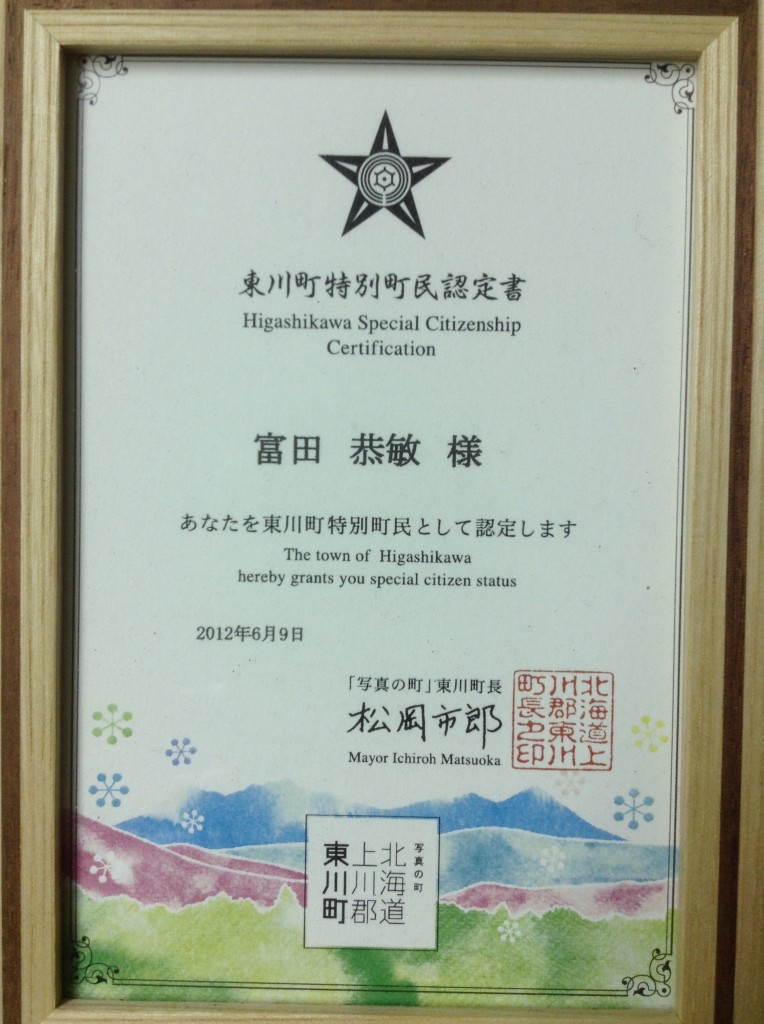 東川町特別町民認定書
Higashikawa Special Citizenship
Certification
富田 恭敏 様
あなたを東川町特別町民として認定します
The town of Higashikawa
hereby grants you special citizen status
2012年6月9日
「写真の町」東川町長
松岡市郎
Mayor Ichiroh Matsuoka
北海道上
川郡東川
町長之印
写真の町
北海道
上川郡
東川町